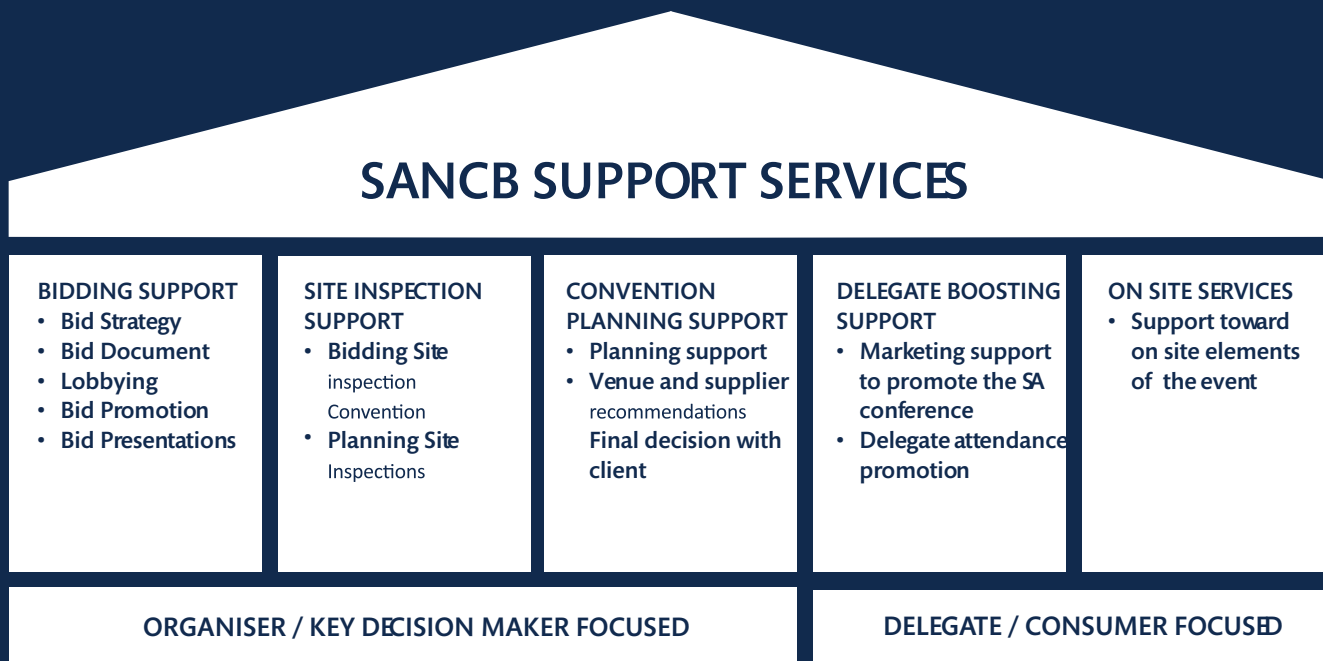 SANCB SUPPORT SERVICES
BIDDING SUPPORT
• Bid Strategy
• Bid Document
• Lobbying
• Bid Promotion
• Bid Presentations
SITE INSPECTION
SUPPORT
• Bidding Site
inspection
Convention
• Planning Site
Inspections
CONVENTION
PLANNING SUPPORT
• Planning support
• Venue and supplier
recommendations
Final decision with
client
DELEGATE BOOSTING
SUPPORT
• Marketing support
to promote the SA
conference
• Delegate attendance
promotion
ON SITE SERVICES
• Support toward
on site elements
of the event
ORGANISER / KEY DECISION MAKER FOCUSED
DELEGATE / CONSUMER FOCUSED